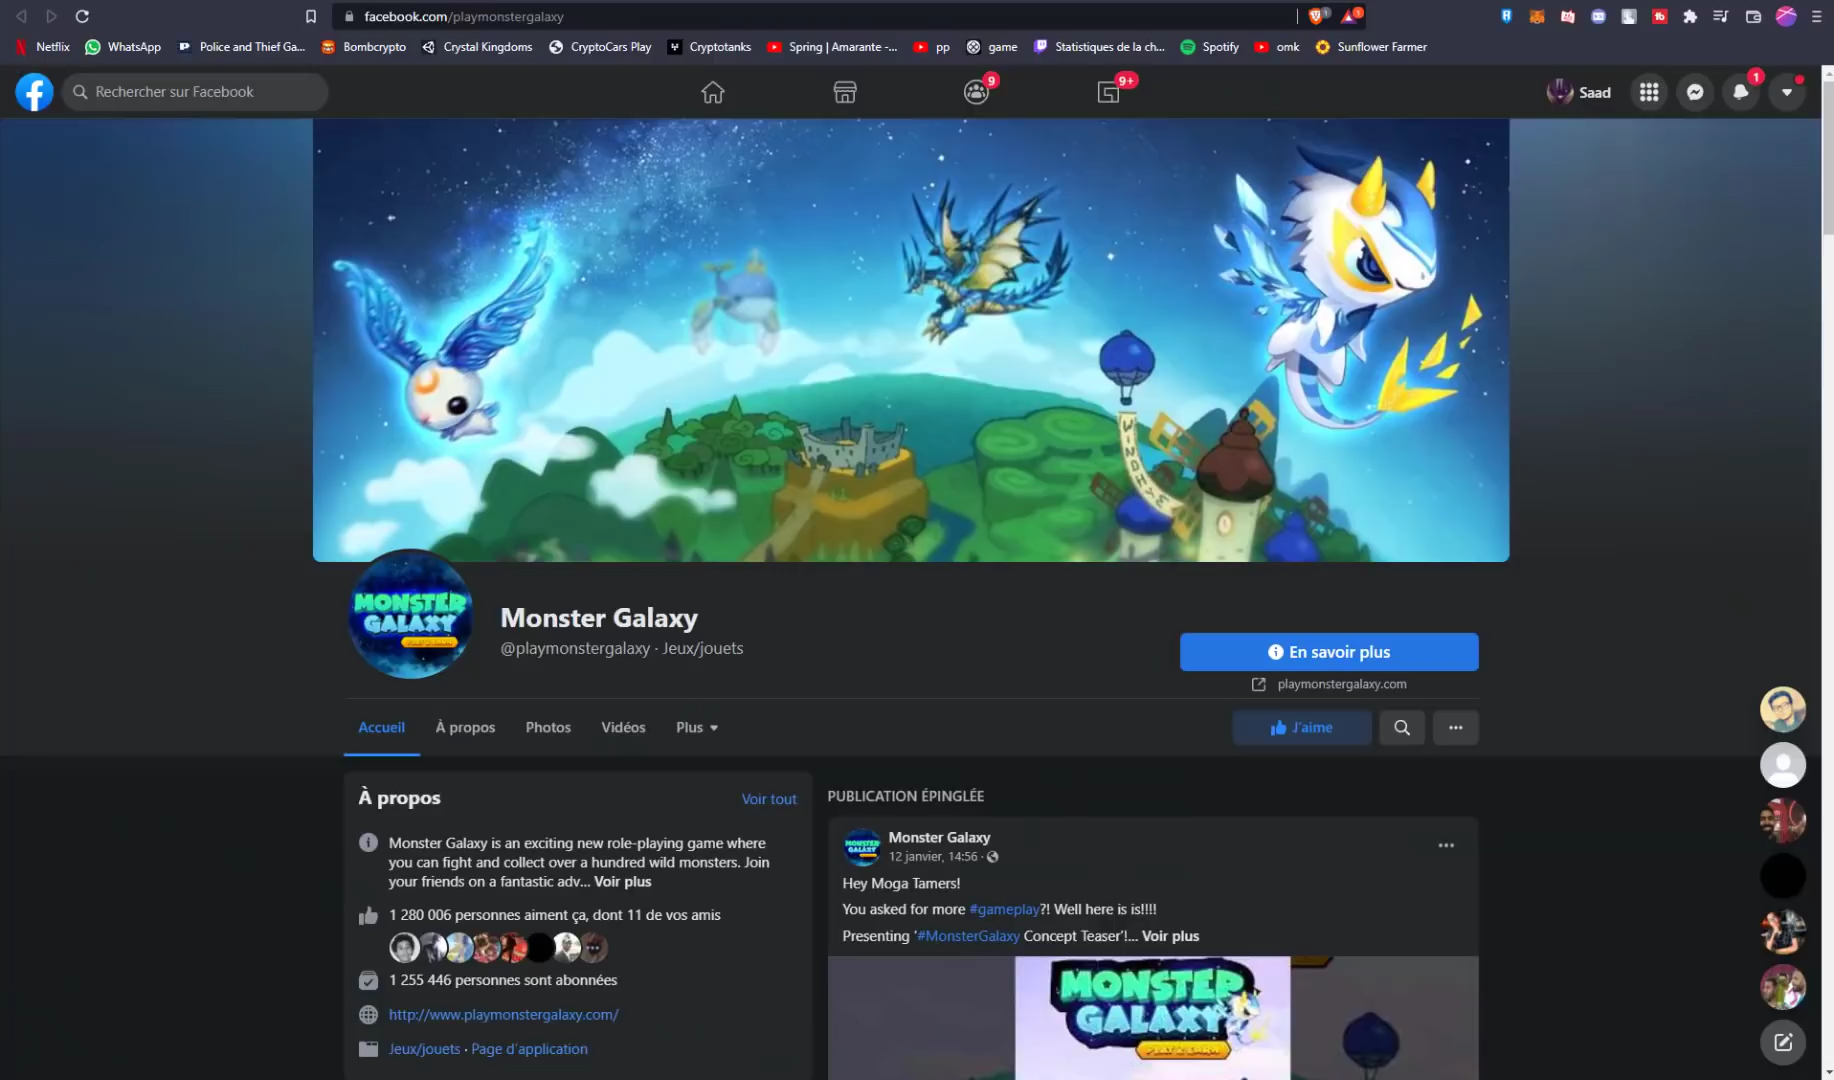 facebook.com/playmonstergalaxy
1
1
Netflix
WhatsApp
Police and Thief Ga...
Bombcrypto
Crystal Kingdoms
CryptoCars Play
Cryptotanks
Spring | Amarante -...
pp
game
Statistiques de la ch...
Spotify
omk
Sunflower Farmer
Rechercher sur Facebook
9
9+
Saad
1
WINDHYM
MONSTER
GALAXY
PLAY & EARN
Monster Galaxy
@playmonstergalaxy · Jeux/jouets
En savoir plus
playmonstergalaxy.com
Accueil
À propos
Photos
Vidéos
Plus
J'aime
À propos
Voir tout
Monster Galaxy is an exciting new role-playing game where
you can fight and collect over a hundred wild monsters. Join
your friends on a fantastic adv... Voir plus
1 280 006 personnes aiment ça, dont 11 de vos amis
1 255 446 personnes sont abonnées
http://www.playmonstergalaxy.com/
Jeux/jouets · Page d'application
PUBLICATION ÉPINGLÉE
Monster Galaxy
12 janvier, 14:56
Hey Moga Tamers!
You asked for more #gameplay?! Well here is is!!!!
Presenting '#MonsterGalaxy Concept Teaser'!... Voir plus
MONSTER
GALAXY
PLAY & EARN